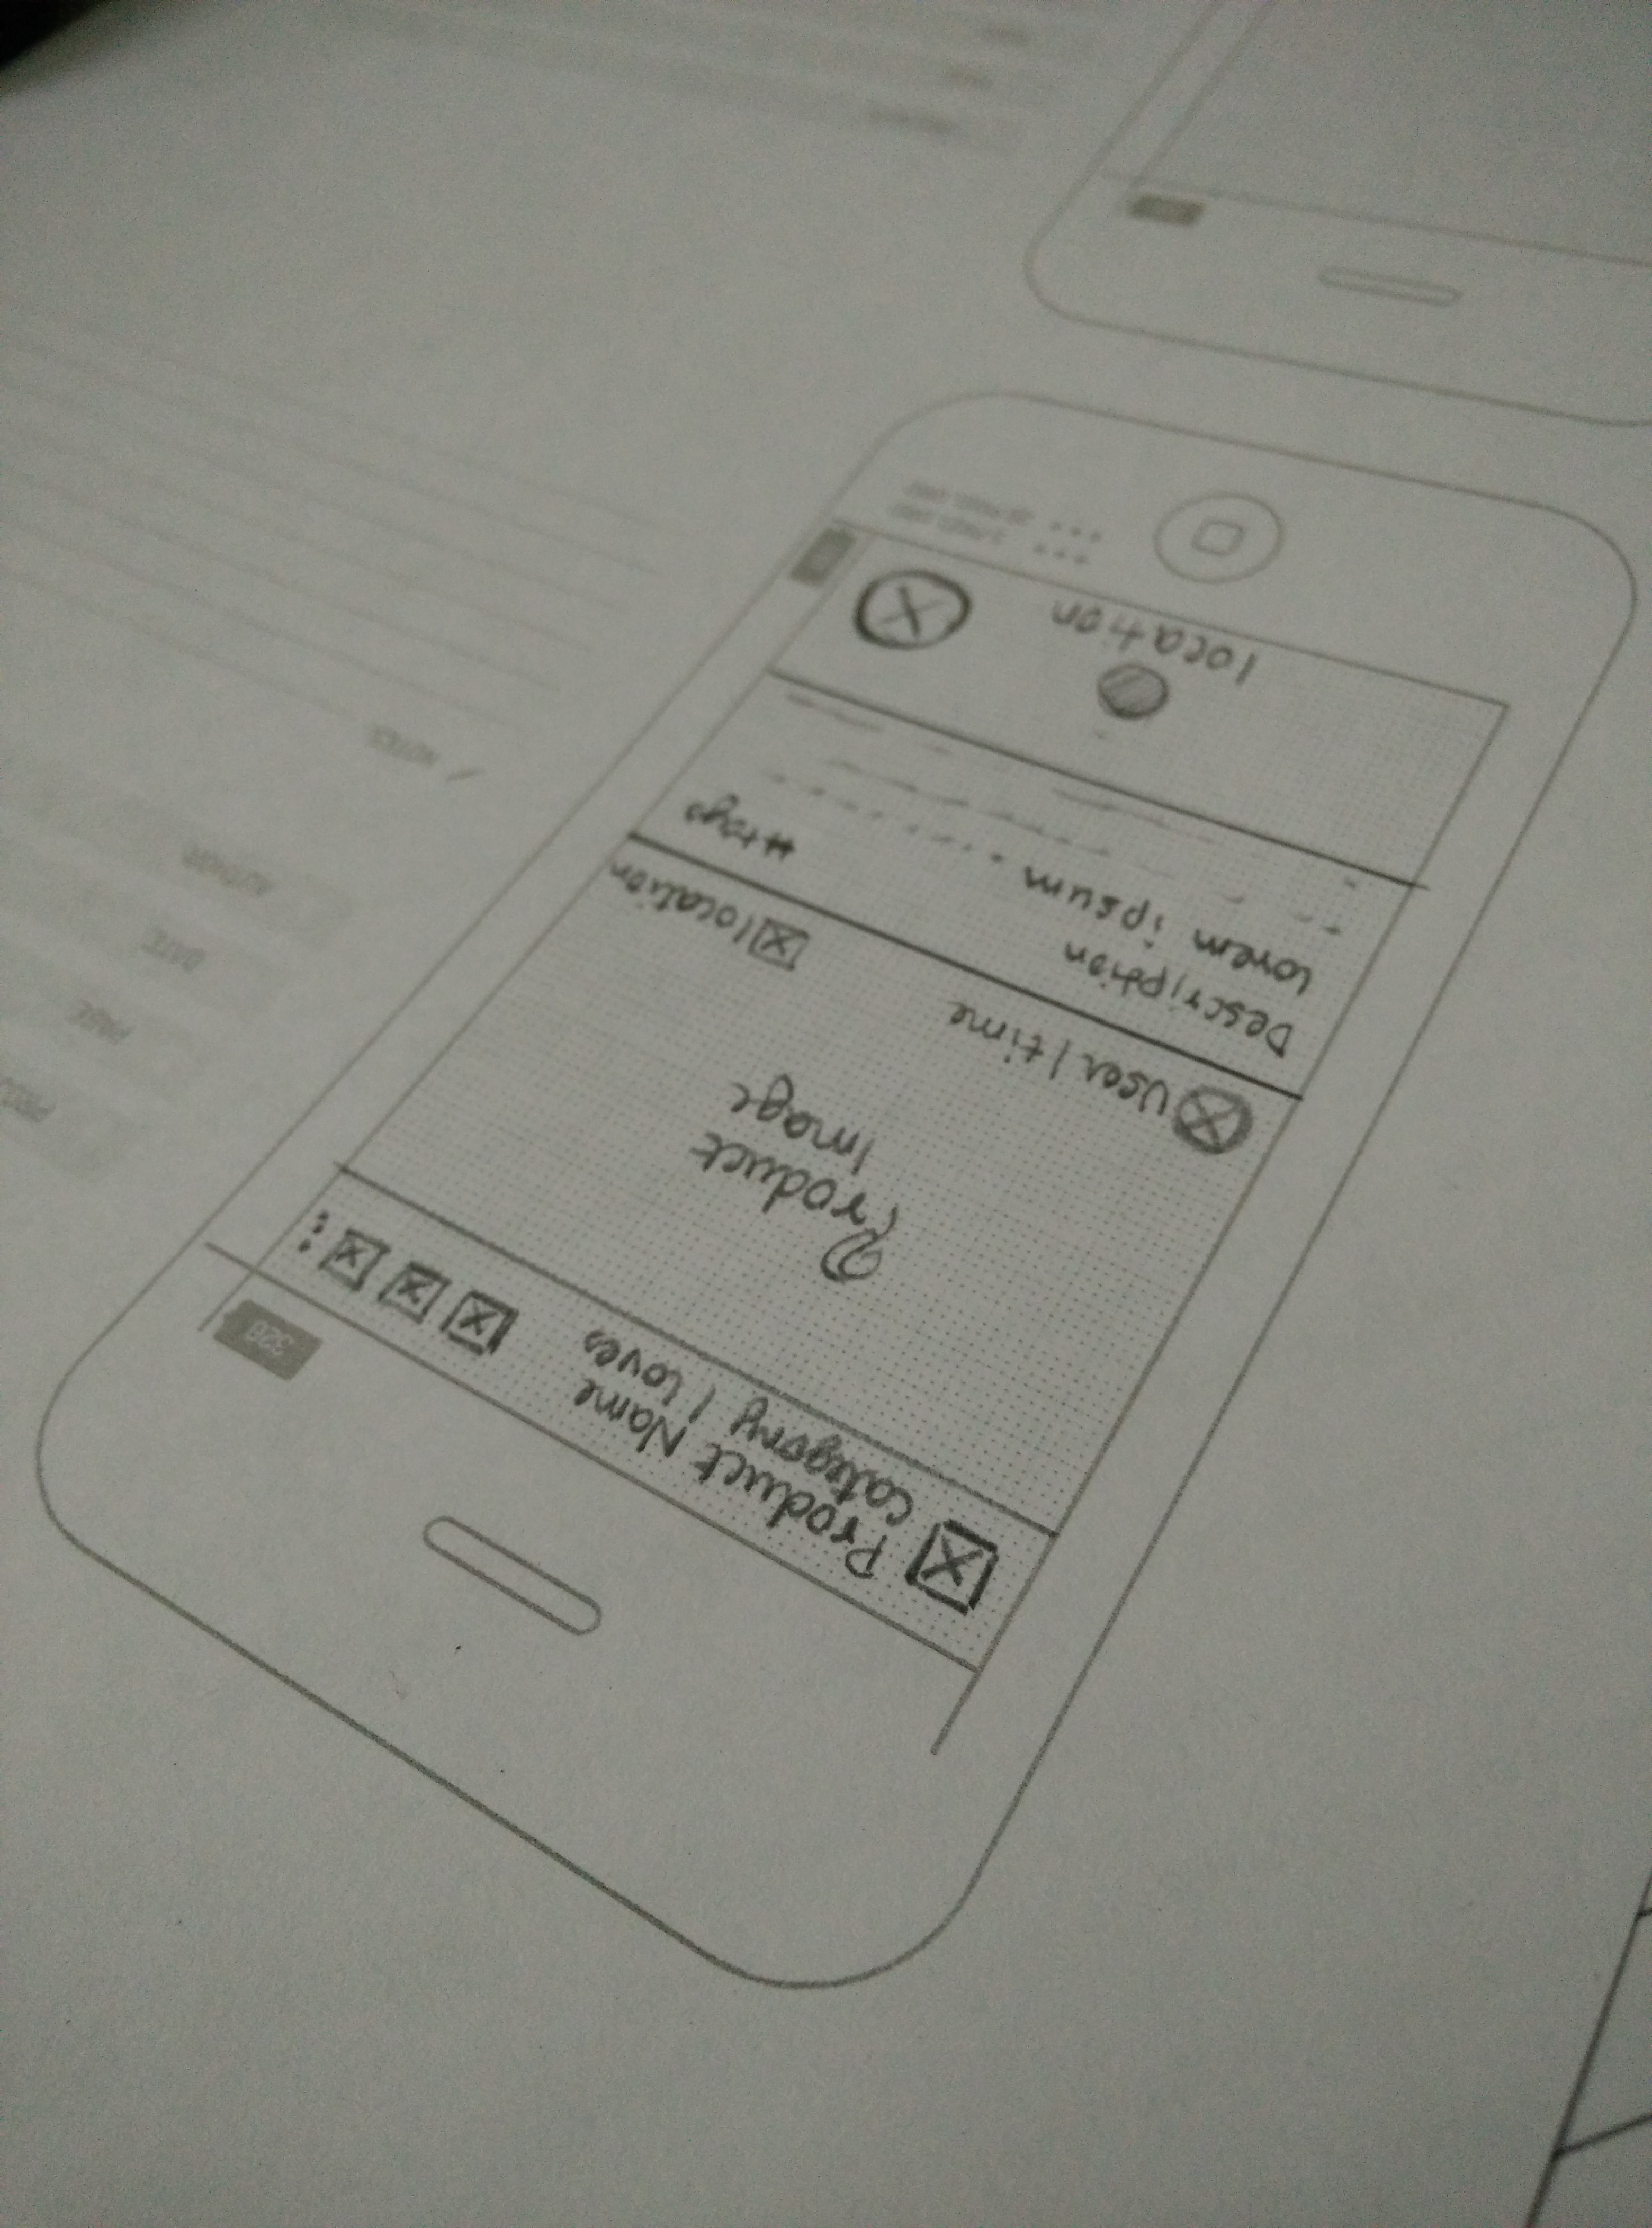 320
Product Name
Category | loves
Product
Image
User / time
location
Description
#tags
lorem ipsum
location
PAGE
DATE
AUTHOR
NOTES